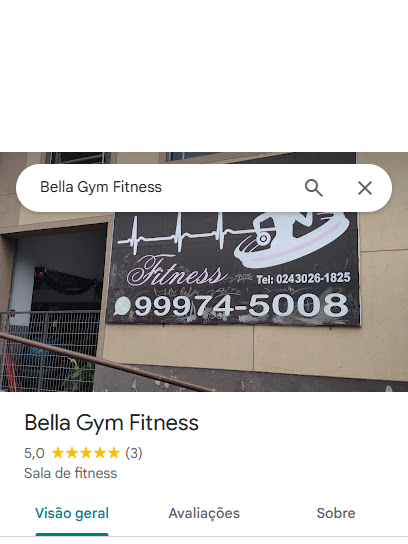 Bella Gym Fitness
Fitness
Tel: 0243026-1825
99974-5008
Bella Gym Fitness
5,0 (3)
Sala de fitness
Visão geral Avaliações Sobre